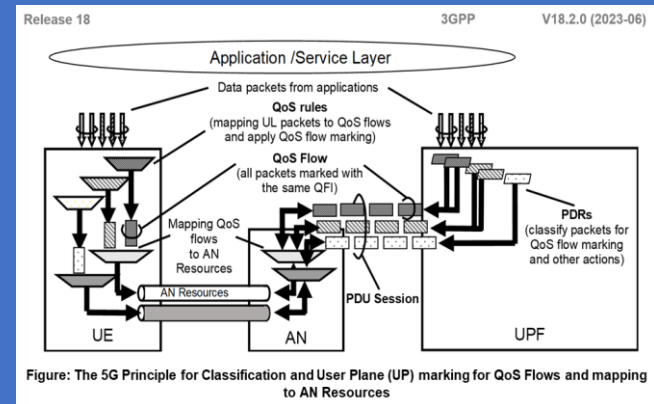 Release 18 3GPP V18.2.0 (2023-06)
Application /Service Layer
Data packets from applications
QoS rules
(mapping UL packets to QoS flows
and apply QoS flow marking)
QoS Flow
(all packets marked with
the same QFI)
PDRs
(classify packets for
QoS flow marking
and other actions)
Mapping QoS
flows
to AN
Resources
AN Resources
PDU Session
UE
AN
UPF
Figure: The 5G Principle for Classification and User Plane (UP) marking for QoS Flows and mapping
to AN Resources